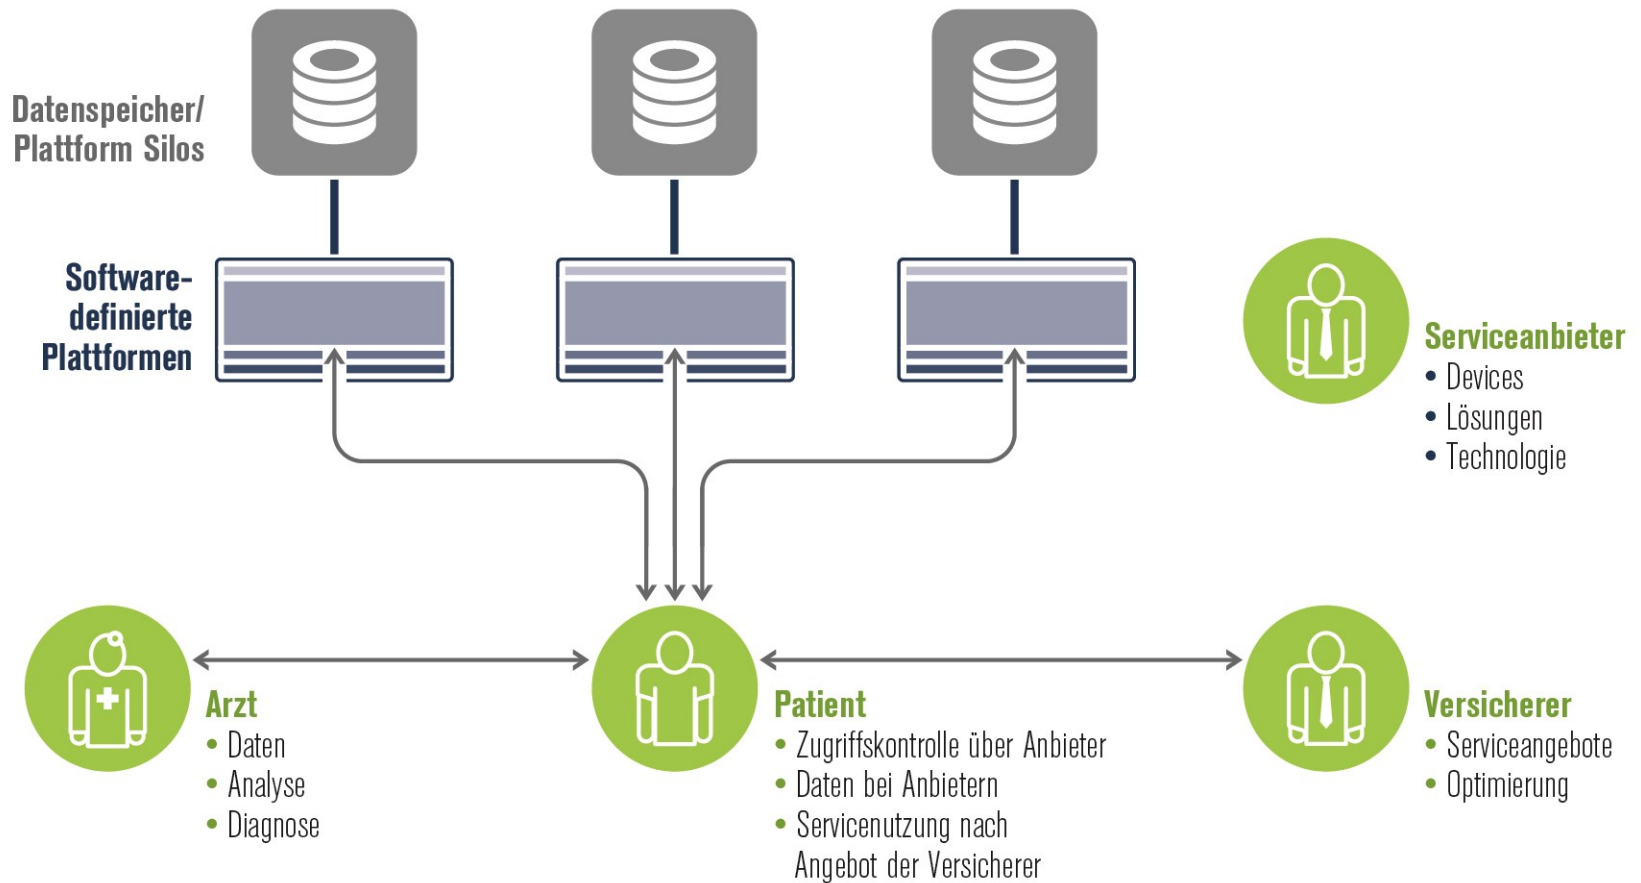 Datenspeicher/
Plattform Silos
Software-
definierte
Plattformen
Serviceanbieter
• Devices
• Lösungen
• Technologie
Arzt
• Daten
• Analyse
• Diagnose
Patient
• Zugriffskontrolle über Anbieter
• Daten bei Anbietern
• Servicenutzung nach
Angebot der Versicherer
Versicherer
• Serviceangebote
• Optimierung